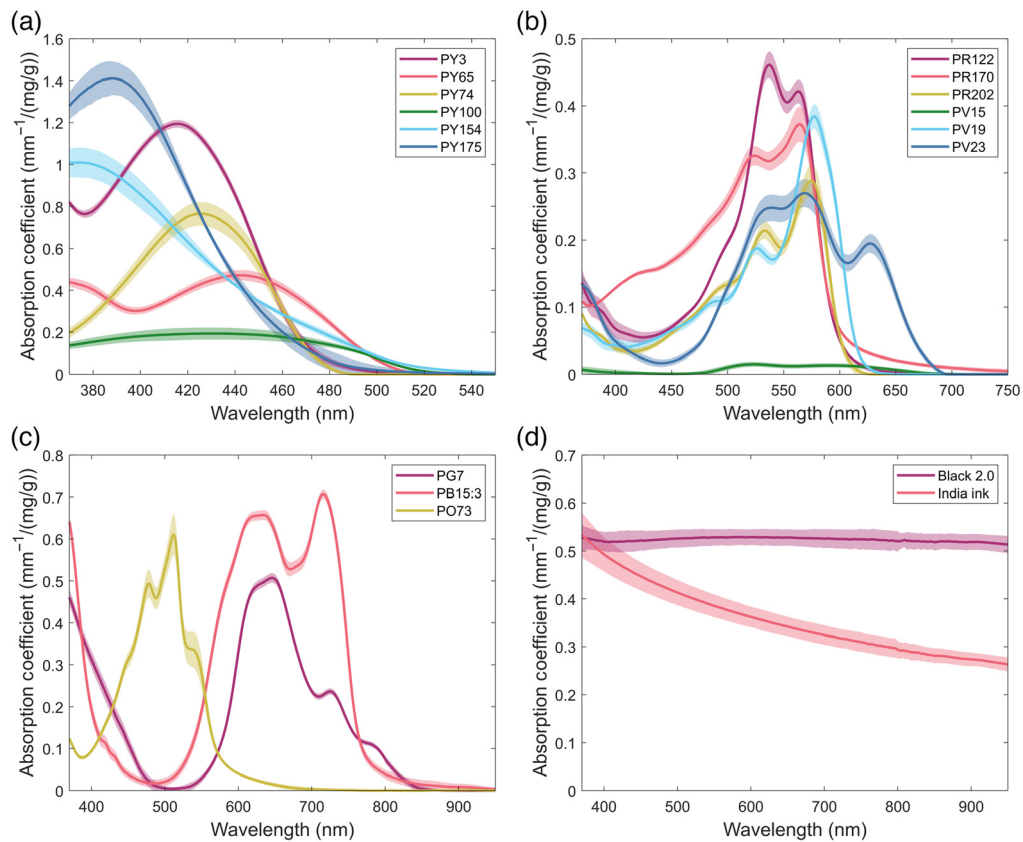 (a)
Absorption coefficient (mm⁻¹/(mg/g))
1.6
1.4
1.2
1
0.8
0.6
0.4
0.2
0
380 400 420 440 460 480 500 520 540
Wavelength (nm)
PY3
PY65
PY74
PY100
PY154
PY175
(b)
Absorption coefficient (mm⁻¹/(mg/g))
0.5
0.4
0.3
0.2
0.1
0
400 450 500 550 600 650 700 750
Wavelength (nm)
PR122
PR170
PR202
PV15
PV19
PV23
(c)
Absorption coefficient (mm⁻¹/(mg/g))
0.8
0.7
0.6
0.5
0.4
0.3
0.2
0.1
0
400 500 600 700 800 900
Wavelength (nm)
PG7
PB15:3
PO73
(d)
Absorption coefficient (mm⁻¹/(mg/g))
0.7
0.6
0.5
0.4
0.3
0.2
0.1
0
400 500 600 700 800 900
Wavelength (nm)
Black 2.0
India ink